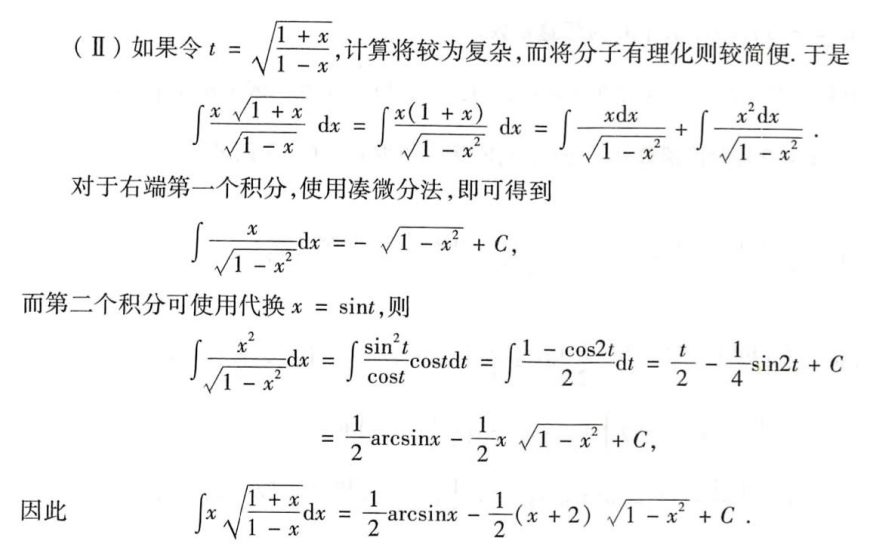 (Ⅱ)如果令 t = √((1 + x)/(1 - x)),计算将较为复杂,而将分子有理化则较简便. 于是
∫ (x √(1 + x))/√(1 - x) dx = ∫ (x(1 + x))/√(1 - x²) dx = ∫ xdx/√(1 - x²) + ∫ x²dx/√(1 - x²) .
对于右端第一个积分,使用凑微分法,即可得到
∫ x/√(1 - x²) dx = - √(1 - x²) + C,
而第二个积分可使用代换 x = sint,则
∫ x²/√(1 - x²) dx = ∫ sin²t/cost costdt = ∫ (1 - cos2t)/2 dt = t/2 - 1/4 sin2t + C
= 1/2 arcsinx - 1/2 x √(1 - x²) + C,
因此 ∫x √((1 + x)/(1 - x)) dx = 1/2 arcsinx - 1/2 (x + 2) √(1 - x²) + C .